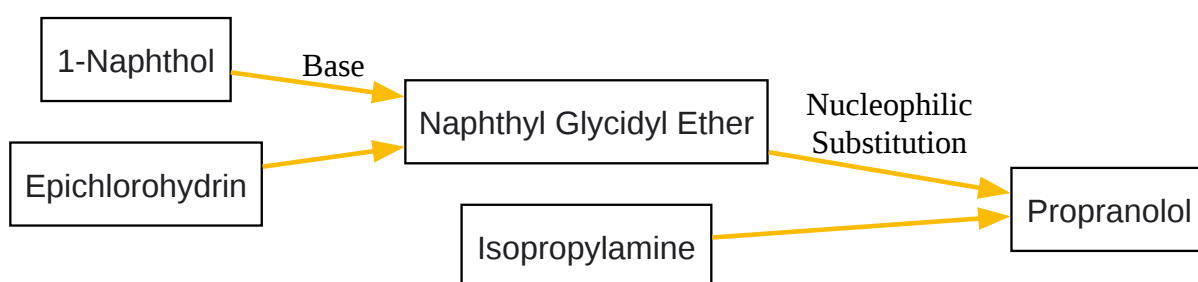 1-Naphthol
Base
Epichlorohydrin
Naphthyl Glycidyl Ether
Nucleophilic
Substitution
Isopropylamine
Propranolol